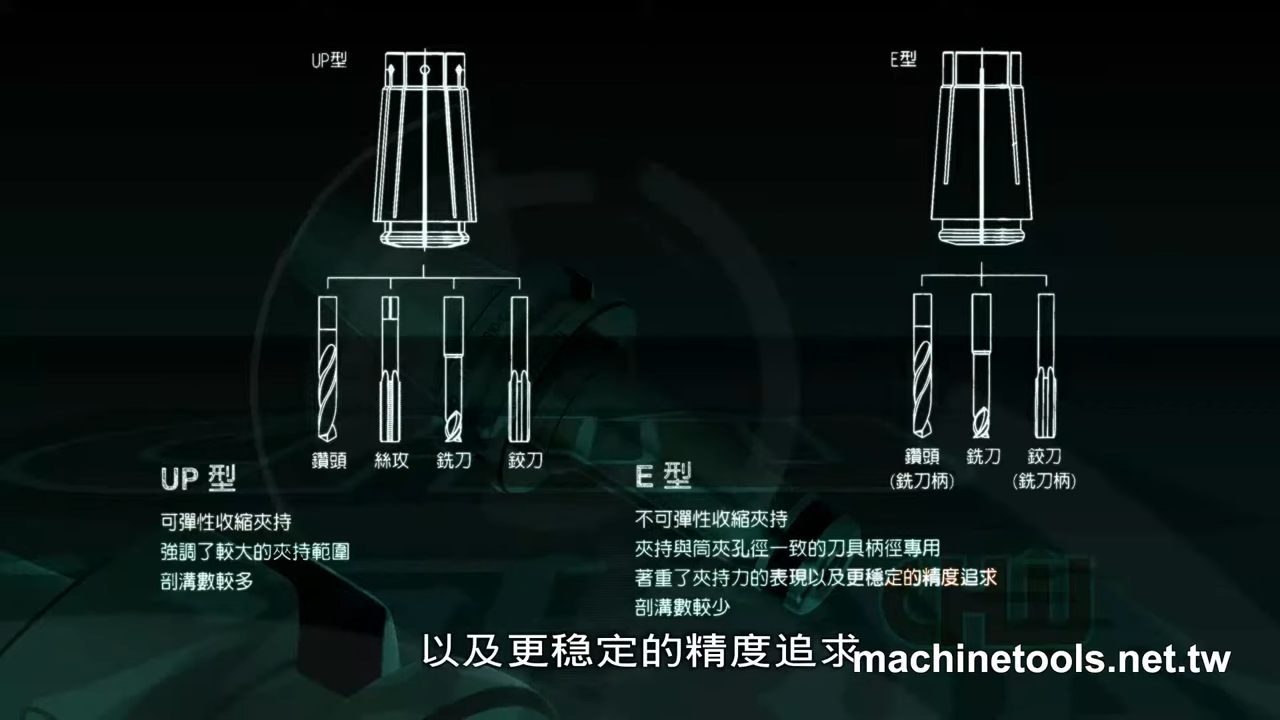 UP型
E型
鑽頭
絲攻
銑刀
鉸刀
鑽頭
(銑刀柄)
銑刀
鉸刀
(銑刀柄)
UP 型
可彈性收縮夾持
強調了較大的夾持範圍
剖溝數較多
E 型
不可彈性收縮夾持
夾持與筒夾孔徑一致的刀具柄徑專用
著重了夾持力的表現以及更穩定的精度追求
剖溝數較少
CHW
以及更穩定的精度追求
machinetools.net.tw